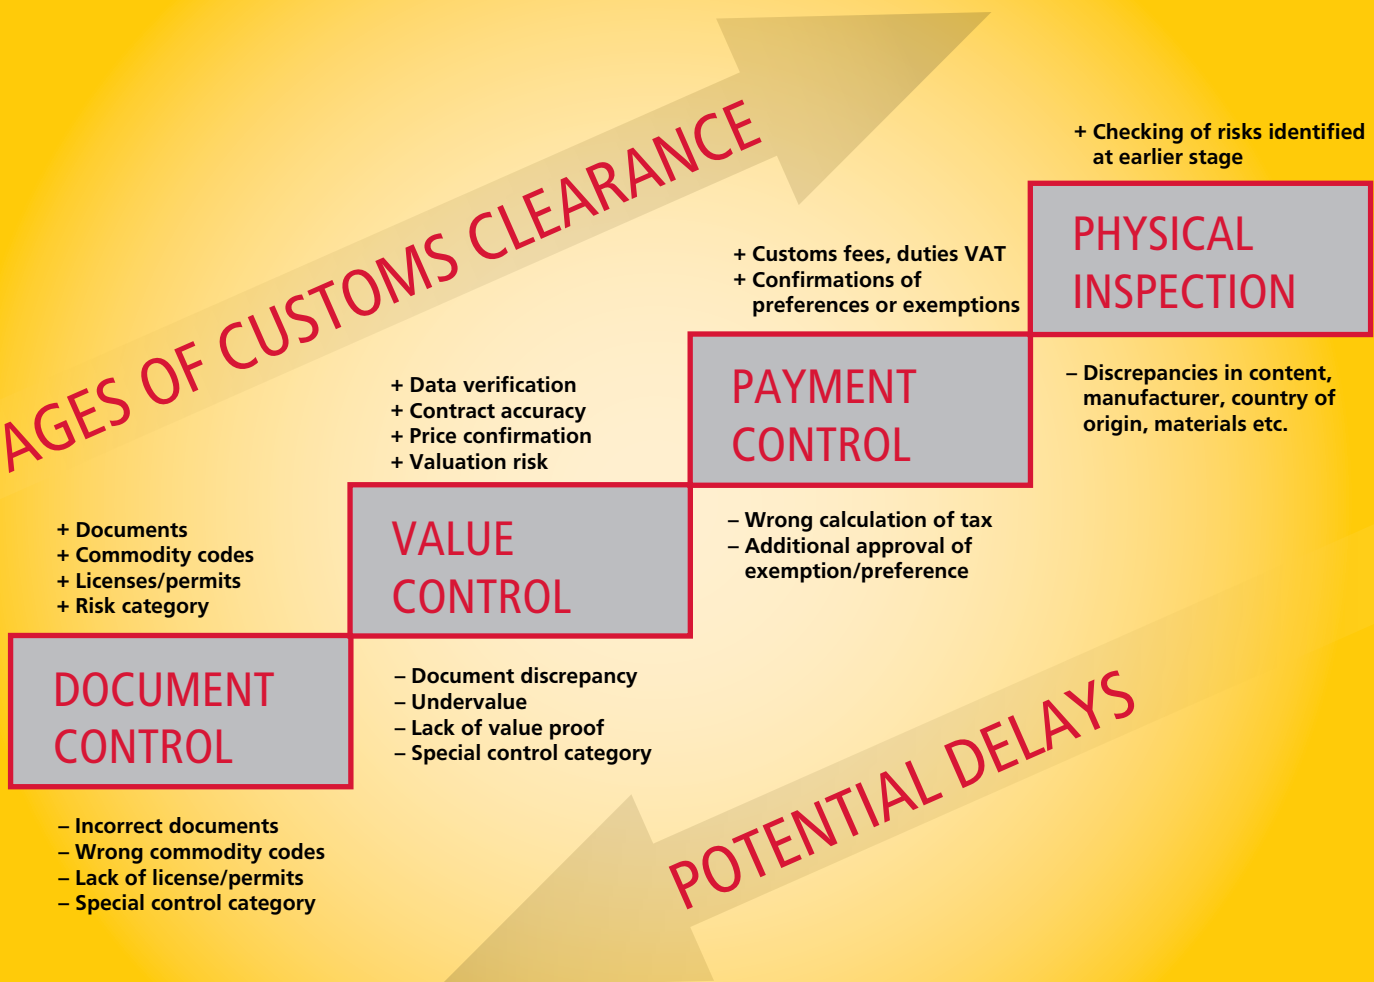 AGES OF CUSTOMS CLEARANCE
+ Documents
+ Commodity codes
+ Licenses/permits
+ Risk category
DOCUMENT
CONTROL
– Incorrect documents
– Wrong commodity codes
– Lack of license/permits
– Special control category
+ Data verification
+ Contract accuracy
+ Price confirmation
+ Valuation risk
VALUE
CONTROL
– Document discrepancy
– Undervalue
– Lack of value proof
– Special control category
+ Customs fees, duties VAT
+ Confirmations of
preferences or exemptions
PAYMENT
CONTROL
– Wrong calculation of tax
– Additional approval of
exemption/preference
+ Checking of risks identified
at earlier stage
PHYSICAL
INSPECTION
– Discrepancies in content,
manufacturer, country of
origin, materials etc.
POTENTIAL DELAYS